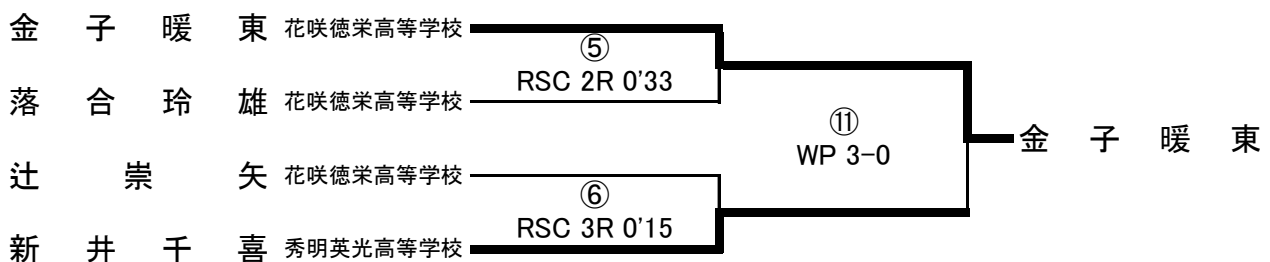 金子暖東 花咲徳栄高等学校
⑤
RSC 2R 0'33
落合玲雄 花咲徳栄高等学校
⑪
WP 3-0
金子暖東
辻崇矢 花咲徳栄高等学校
⑥
RSC 3R 0'15
新井千喜 秀明英光高等学校